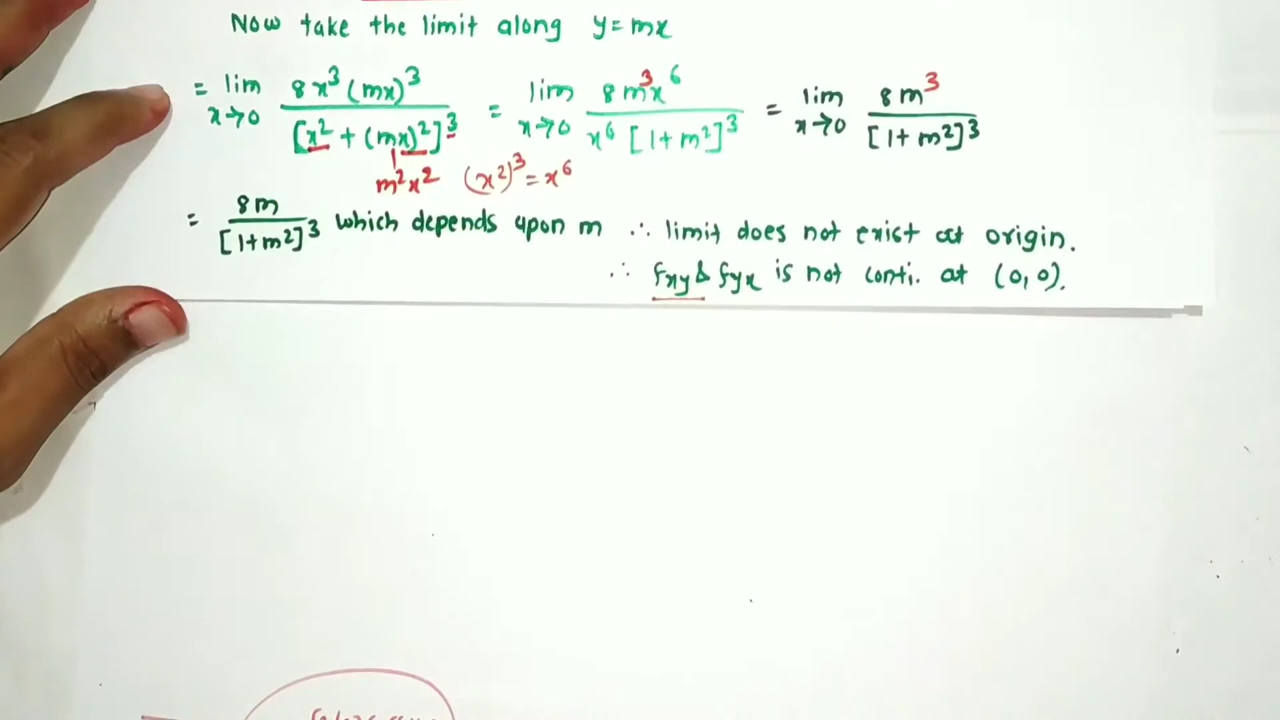 Now take the limit along y=mx
= lim x→0 8x³(mx)³ / [x² + (mx)²]³ = lim x→0 8m³x⁶ / x⁶ [1+m²]³ = lim x→0 8m³ / [1+m²]³
m²x² (x²)³ = x⁶
= 8m / [1+m²]³ which depends upon m ∴ limit does not exist at origin.
∴ fxy & fyx is not conti. at (0,0).